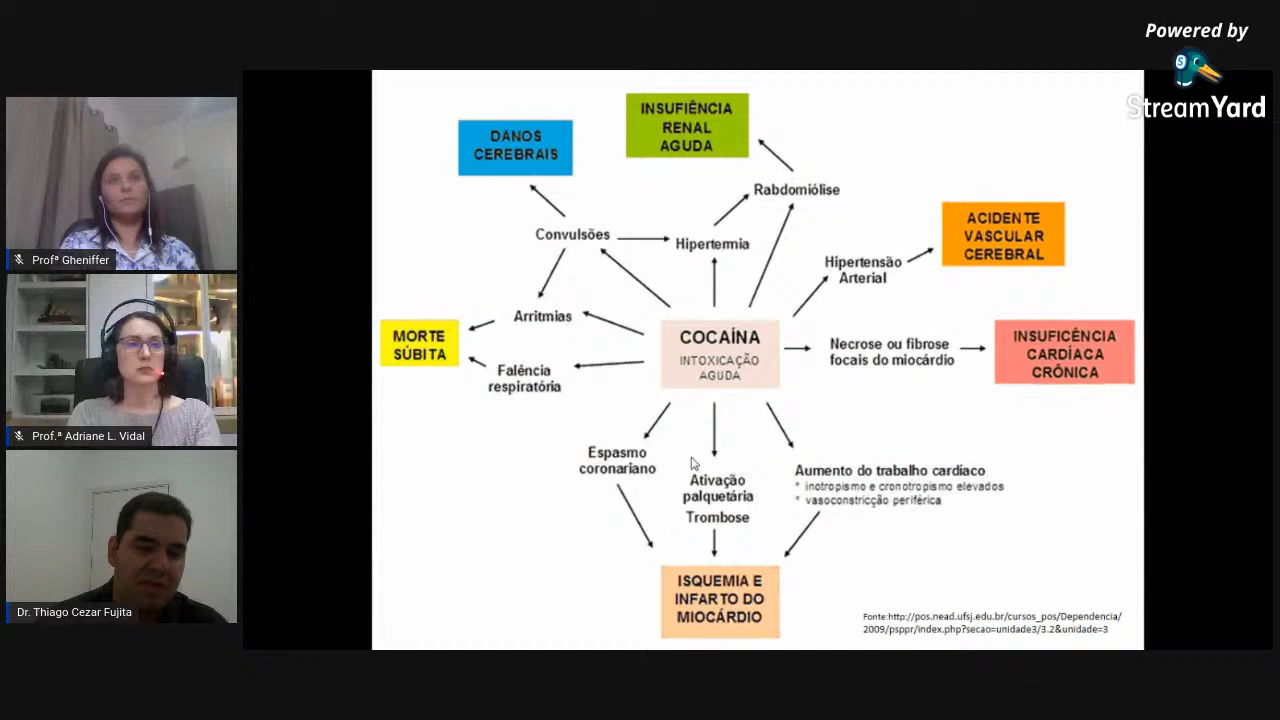 Powered by
StreamYard
Profª Gheniffer
Prof.ª Adriane L. Vidal
Dr. Thiago Cezar Fujita
DANOS
CEREBRAIS
INSUFIÊNCIA
RENAL
AGUDA
Rabdomiólise
Convulsões
Hipertermia
ACIDENTE
VASCULAR
CEREBRAL
Hipertensão
Arterial
Arritmias
MORTE
SÚBITA
COCAÍNA
INTOXICAÇÃO
AGUDA
Necrose ou fibrose
focais do miocárdio
INSUFICÊNCIA
CARDÍACA
CRÔNICA
Falência
respiratória
Espasmo
coronariano
Ativação
palquetária
Trombose
Aumento do trabalho cardíaco
* inotropismo e cronotropismo elevados
* vasoconstricção periférica
ISQUEMIA E
INFARTO DO
MIOCÁRDIO
Fonte:http://pos.nead.ufsj.edu.br/cursos_pos/Dependencia/
2009/psppr/index.php?secao=unidade3/3.2&unidade=3